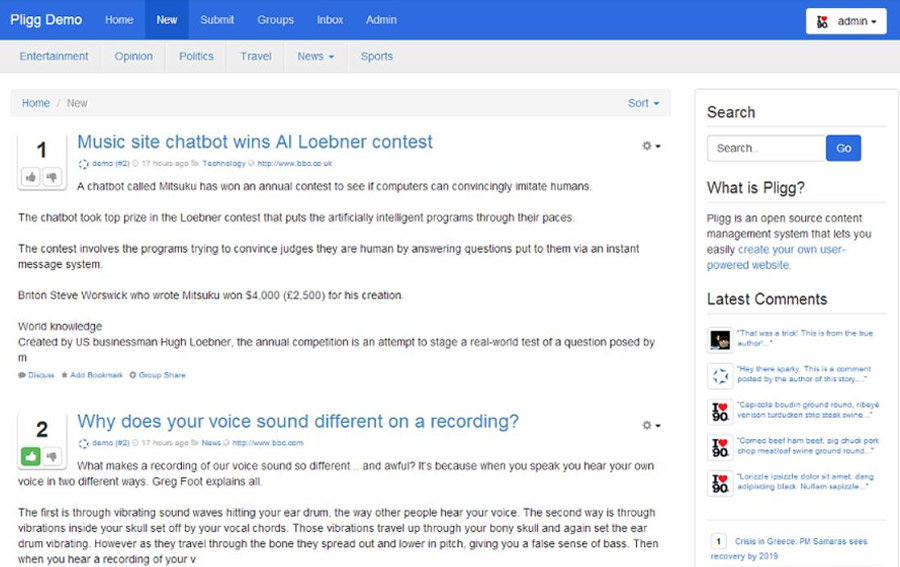 Pligg Demo Home New Submit Groups Inbox Admin admin
Entertainment Opinion Politics Travel News Sports
Home / New Sort
1
Music site chatbot wins AI Loebner contest
demo (#2) 17 hours ago Technology http://www.bbc.co.uk
A chatbot called Mitsuku has won an annual contest to see if computers can convincingly imitate humans.
The chatbot took top prize in the Loebner contest that puts the artificially intelligent programs through their paces.
The contest involves the programs trying to convince judges they are human by answering questions put to them via an instant
message system.
Briton Steve Worswick who wrote Mitsuku won $4,000 (£2,500) for his creation.
World knowledge
Created by US businessman Hugh Loebner, the annual competition is an attempt to stage a real-world test of a question posed by
m
Discuss Add Bookmark Group Share
2
Why does your voice sound different on a recording?
demo (#2) 17 hours ago News http://www.bbc.com
What makes a recording of our voice sound so different... and awful? It's because when you speak you hear your own
voice in two different ways. Greg Foot explains all.
The first is through vibrating sound waves hitting your ear drum, the way other people hear your voice. The second way is through
vibrations inside your skull set off by your vocal chords. Those vibrations travel up through your bony skull and again set the ear
drum vibrating. However as they travel through the bone they spread out and lower in pitch, giving you a false sense of bass. Then
when you hear a recording of your v
Search
Search.. Go
What is Pligg?
Pligg is an open source content
management system that lets you
easily create your own user-
powered website.
Latest Comments
"That was a trick! This is from the true
author!..."
"Hey there sparky. This is a comment
posted by the author of this story...."
I ♥
90s
"Capicola boudin ground round, ribeye
venison turducken strip steak swine..."
I ♥
90s
"Corned beef ham beef, pig chuck pork
chop meatloaf swine ground round..."
I ♥
90s
"Lorizzle ipsizzle dolor sit amet, dang
adipiscing black. Nullam sapizzle..."
1 Crisis in Greece: PM Samaras sees
recovery by 2019